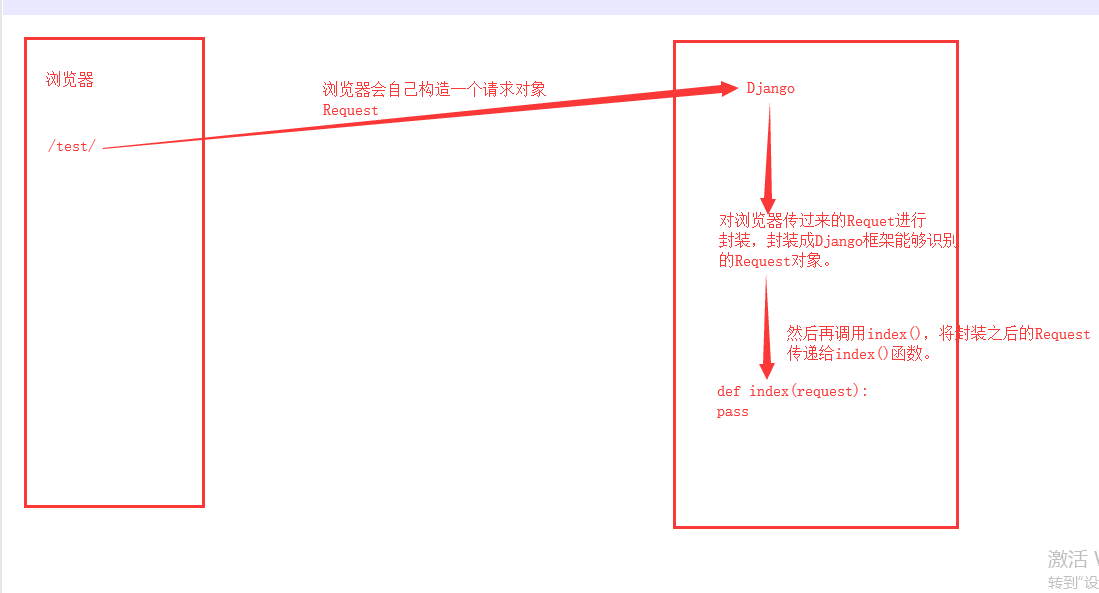 浏览器
/test/
浏览器会自己构造一个请求对象
Request
Django
对浏览器传过来的Requet进行
封装，封装成Django框架能够识别
的Request对象。
然后再调用index()，将封装之后的Request
传递给index()函数。
def index(request):
pass
激活
转到“设